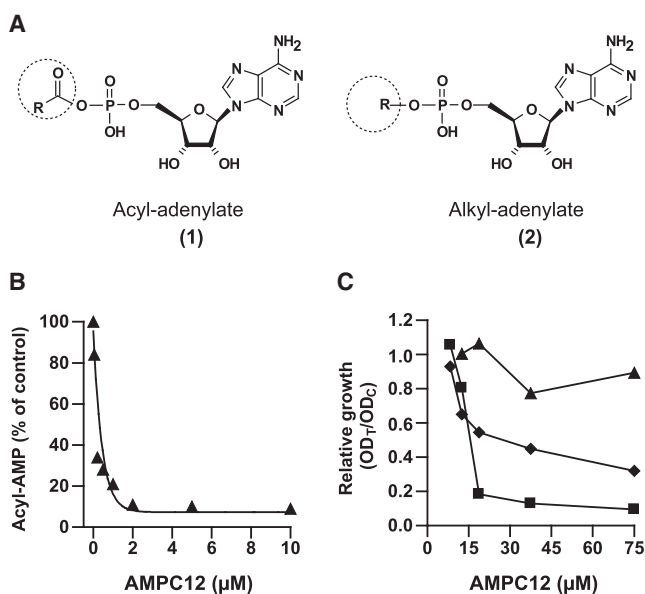 A
O
R O P O
O
OH
O
N
N
NH2
N
N
HO OH
Acyl-adenylate
(1)
R O P O
O
OH
O
N
N
NH2
N
N
HO OH
Alkyl-adenylate
(2)
B
Acyl-AMP (% of control)
100
80
60
40
20
0
0 2 4 6 8 10
AMPC12 (μM)
C
Relative growth
(ODT/ODC)
1.2
1.0
0.8
0.6
0.4
0.2
0.0
0 15 30 45 60 75
AMPC12 (μM)